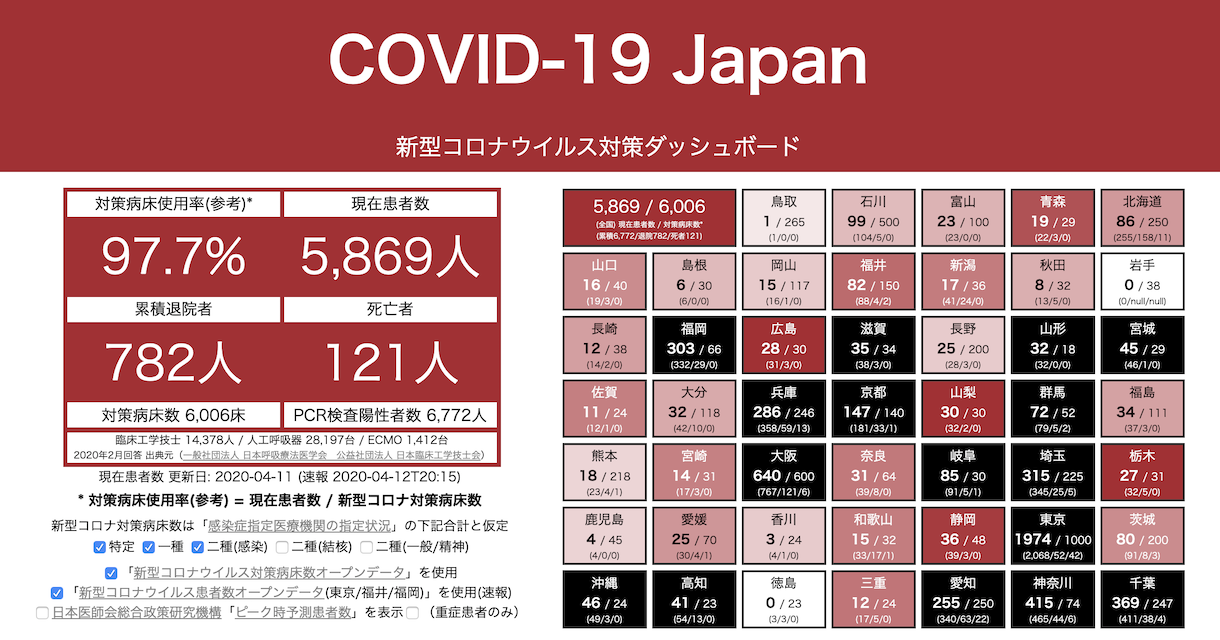 COVID-19 Japan
新型コロナウイルス対策ダッシュボード
対策病床使用率(参考)* 現在患者数
97.7% 5,869人
累積退院者 死亡者
782人 121人
対策病床数 6,006床 PCR検査陽性者数 6,772人
臨床工学技士 14,378人 / 人工呼吸器 28,197台 / ECMO 1,412台
2020年2月回答 出典元（一般社団法人 日本呼吸療法医学会　公益社団法人 日本臨床工学技士会）
現在患者数 更新日: 2020-04-11 (速報 2020-04-12T20:15)
* 対策病床使用率(参考) = 現在患者数 / 新型コロナ対策病床数
新型コロナ対策病床数は「感染症指定医療機関の指定状況」の下記合計と仮定
特定 一種 二種(感染) 二種(結核) 二種(一般/精神)
「新型コロナウイルス対策病床数オープンデータ」を使用
「新型コロナウイルス患者数オープンデータ(東京/福井/福岡)」を使用(速報)
日本医師会総合政策研究機構「ピーク時予測患者数」を表示 （重症患者のみ）
5,869 / 6,006
(全国) 現在患者数 / 対策病床数*
(累積6,772/退院782/死者121)
鳥取 石川 富山 青森 北海道
1 / 265 99 / 500 23 / 100 19 / 29 86 / 250
(1/0/0) (104/5/0) (23/0/0) (22/3/0) (255/158/11)
山口 島根 岡山 福井 新潟 秋田 岩手
16 / 40 6 / 30 15 / 117 82 / 150 17 / 36 8 / 32 0 / 38
(19/3/0) (6/0/0) (16/1/0) (88/4/2) (41/24/0) (13/5/0) (0/null/null)
長崎 福岡 広島 滋賀 長野 山形 宮城
12 / 38 303 / 66 28 / 30 35 / 34 25 / 200 32 / 18 45 / 29
(14/2/0) (332/29/0) (31/3/0) (38/3/0) (28/3/0) (32/0/0) (46/1/0)
佐賀 大分 兵庫 京都 山梨 群馬 福島
11 / 24 32 / 118 286 / 246 147 / 140 30 / 30 72 / 52 34 / 111
(12/1/0) (42/10/0) (358/59/13) (181/33/1) (32/2/0) (79/5/2) (37/3/0)
熊本 宮崎 大阪 奈良 岐阜 埼玉 栃木
18 / 218 14 / 31 640 / 600 31 / 64 85 / 30 315 / 225 27 / 31
(23/4/1) (17/3/0) (767/121/6) (39/8/0) (91/5/1) (345/25/5) (32/5/0)
鹿児島 愛媛 香川 和歌山 静岡 東京 茨城
4 / 45 25 / 70 3 / 24 15 / 32 36 / 48 1974 / 1000 80 / 200
(4/0/0) (30/4/1) (4/1/0) (33/17/1) (39/3/0) (2,068/52/42) (91/8/3)
沖縄 高知 徳島 三重 愛知 神奈川 千葉
46 / 24 41 / 23 0 / 23 12 / 24 255 / 250 415 / 74 369 / 247
(49/3/0) (54/13/0) (3/3/0) (17/5/0) (340/63/22) (465/44/6) (411/38/4)